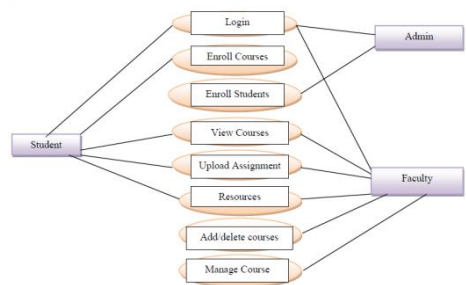 Login
Admin
Enroll Courses
Enroll Students
Student
View Courses
Upload Assignment
Faculty
Resources
Add/delete courses
Manage Course